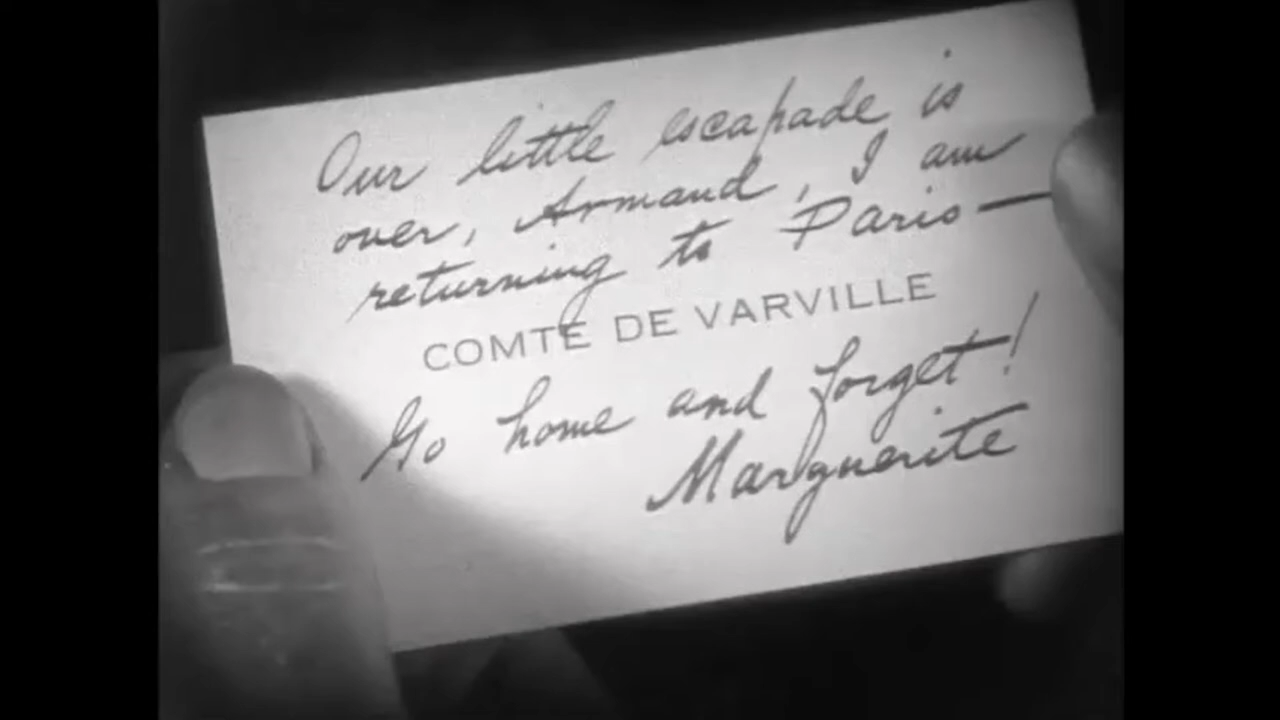 Our little escapade is
over, Armand, I am
returning to Paris—
COMTE DE VARVILLE
Go home and forget!
Marguerite